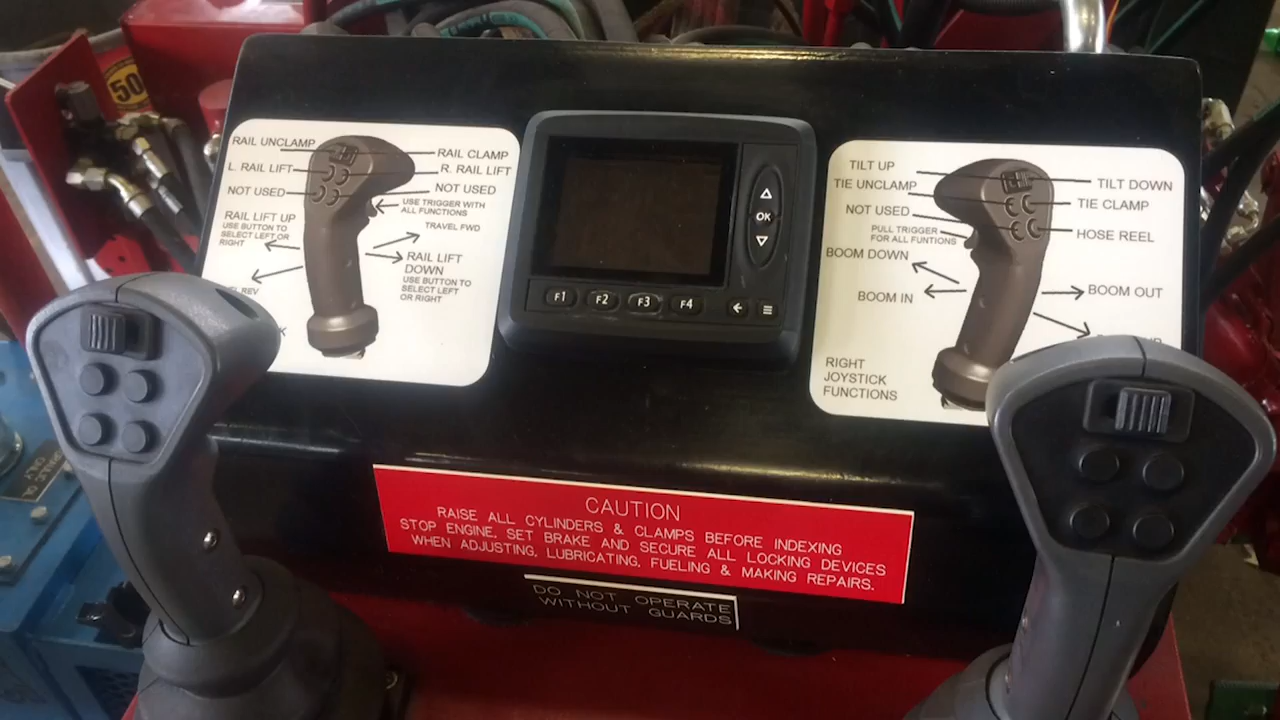 50
RAIL UNCLAMP
RAIL CLAMP
L. RAIL LIFT
R. RAIL LIFT
NOT USED
NOT USED
USE TRIGGER WITH
ALL FUNCTIONS
RAIL LIFT UP
USE BUTTON TO
SELECT LEFT OR
RIGHT
TRAVEL FWD
RAIL LIFT
DOWN
USE BUTTON TO
SELECT LEFT
OR RIGHT
REV
OK
F1
F2
F3
F4
TILT UP
TILT DOWN
TIE UNCLAMP
TIE CLAMP
NOT USED
HOSE REEL
PULL TRIGGER
FOR ALL FUNTIONS
BOOM DOWN
BOOM IN
BOOM OUT
RIGHT
JOYSTICK
FUNCTIONS
CAUTION
RAISE ALL CYLINDERS & CLAMPS BEFORE INDEXING
STOP ENGINE. SET BRAKE AND SECURE ALL LOCKING DEVICES
WHEN ADJUSTING, LUBRICATING, FUELING & MAKING REPAIRS.
DO NOT OPERATE
WITHOUT GUARDS